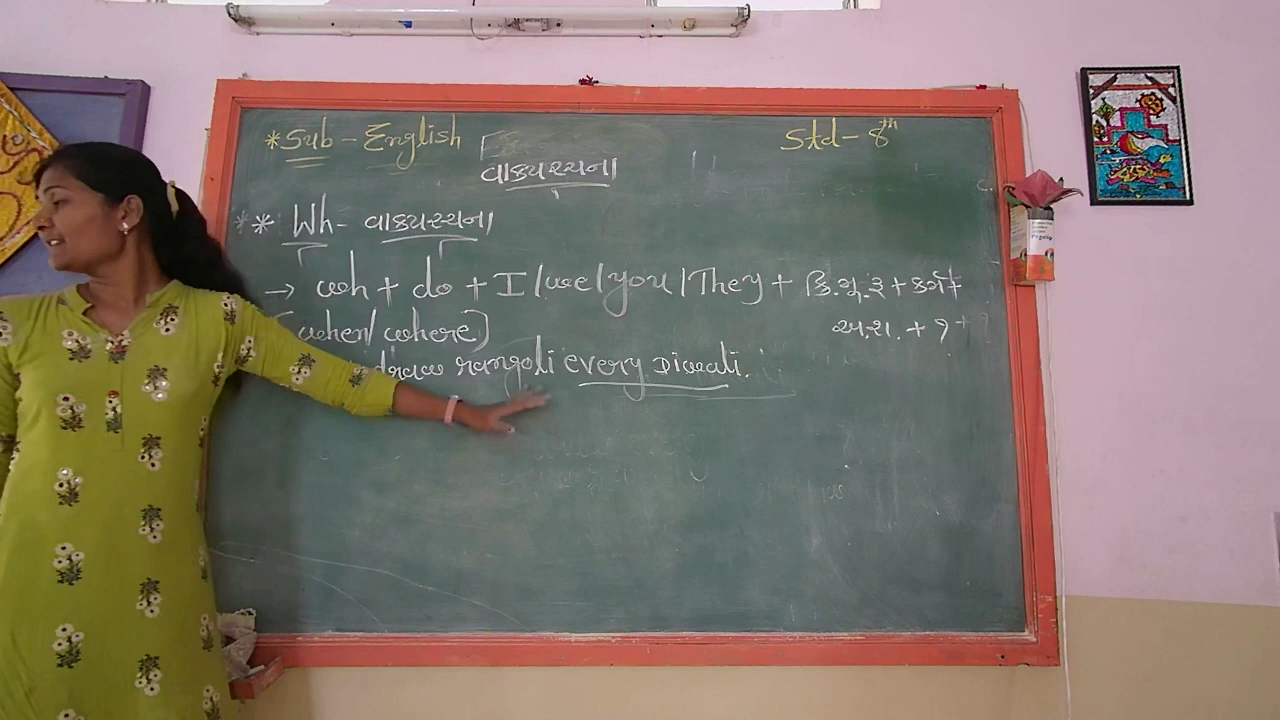 *Sub - English
Std - 8th
વાક્યરચના
** Wh - વાક્યરચના
→ wh + do + I/we/you/They + ક્રિ.મૂ.રૂ + કર્મ +
(when/where) અ.શ. + ?
draw rangoli every Diwali.